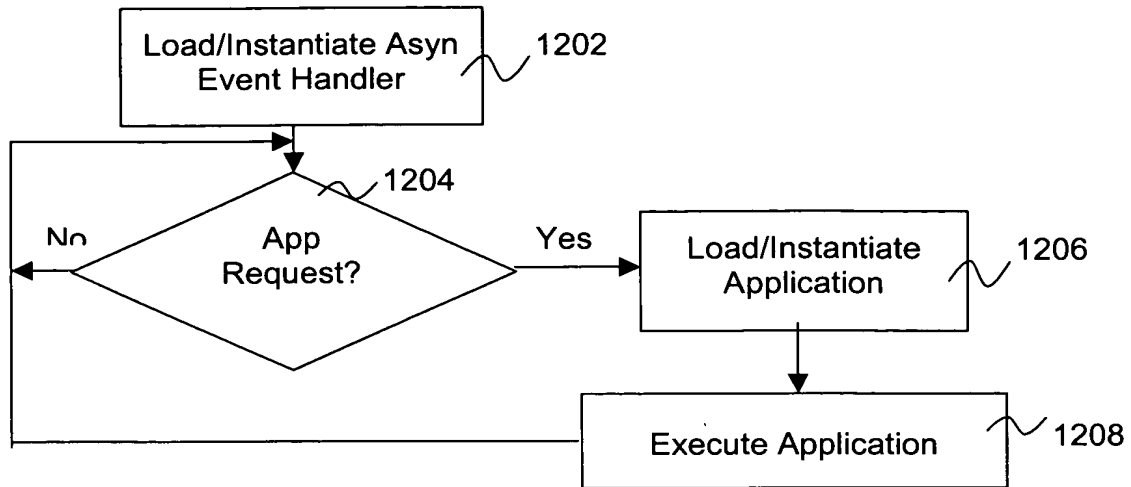 Load/Instantiate Asyn
Event Handler
1202
1204
App
Request?
No
Yes
Load/Instantiate
Application
1206
Execute Application
1208